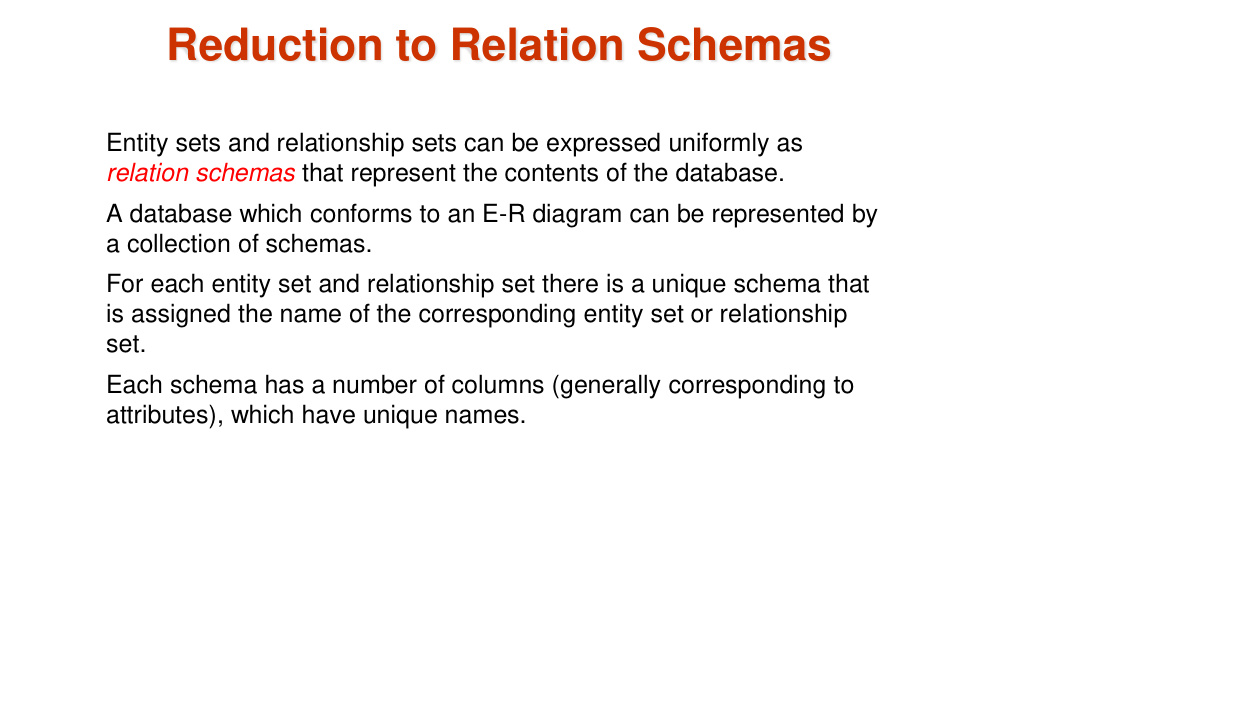 Reduction to Relation Schemas
Entity sets and relationship sets can be expressed uniformly as
relation schemas that represent the contents of the database.
A database which conforms to an E-R diagram can be represented by
a collection of schemas.
For each entity set and relationship set there is a unique schema that
is assigned the name of the corresponding entity set or relationship
set.
Each schema has a number of columns (generally corresponding to
attributes), which have unique names.